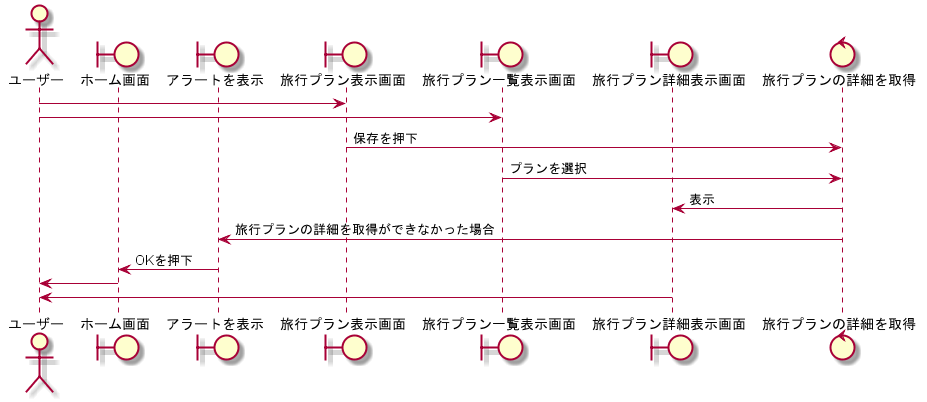 ユーザー ホーム画面 アラートを表示 旅行プラン表示画面 旅行プラン一覧表示画面 旅行プラン詳細表示画面 旅行プランの詳細を取得
保存を押下
プランを選択
表示
旅行プランの詳細を取得ができなかった場合
OKを押下
ユーザー ホーム画面 アラートを表示 旅行プラン表示画面 旅行プラン一覧表示画面 旅行プラン詳細表示画面 旅行プランの詳細を取得